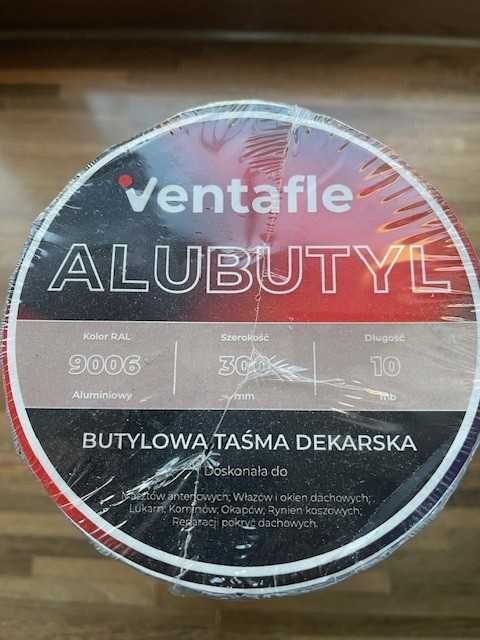 Ventafle
ALUBUTYL
Kolor RAL
9006
Aluminiowy
Szerokość
300
mm
Długość
10
mb
BUTYLOWA TAŚMA DEKARSKA
Doskonała do
Masztów antenowych; Włazów i okien dachowych;
Lukarn; Kominów; Okapów; Rynien koszowych;
Reparacji pokryć dachowych.